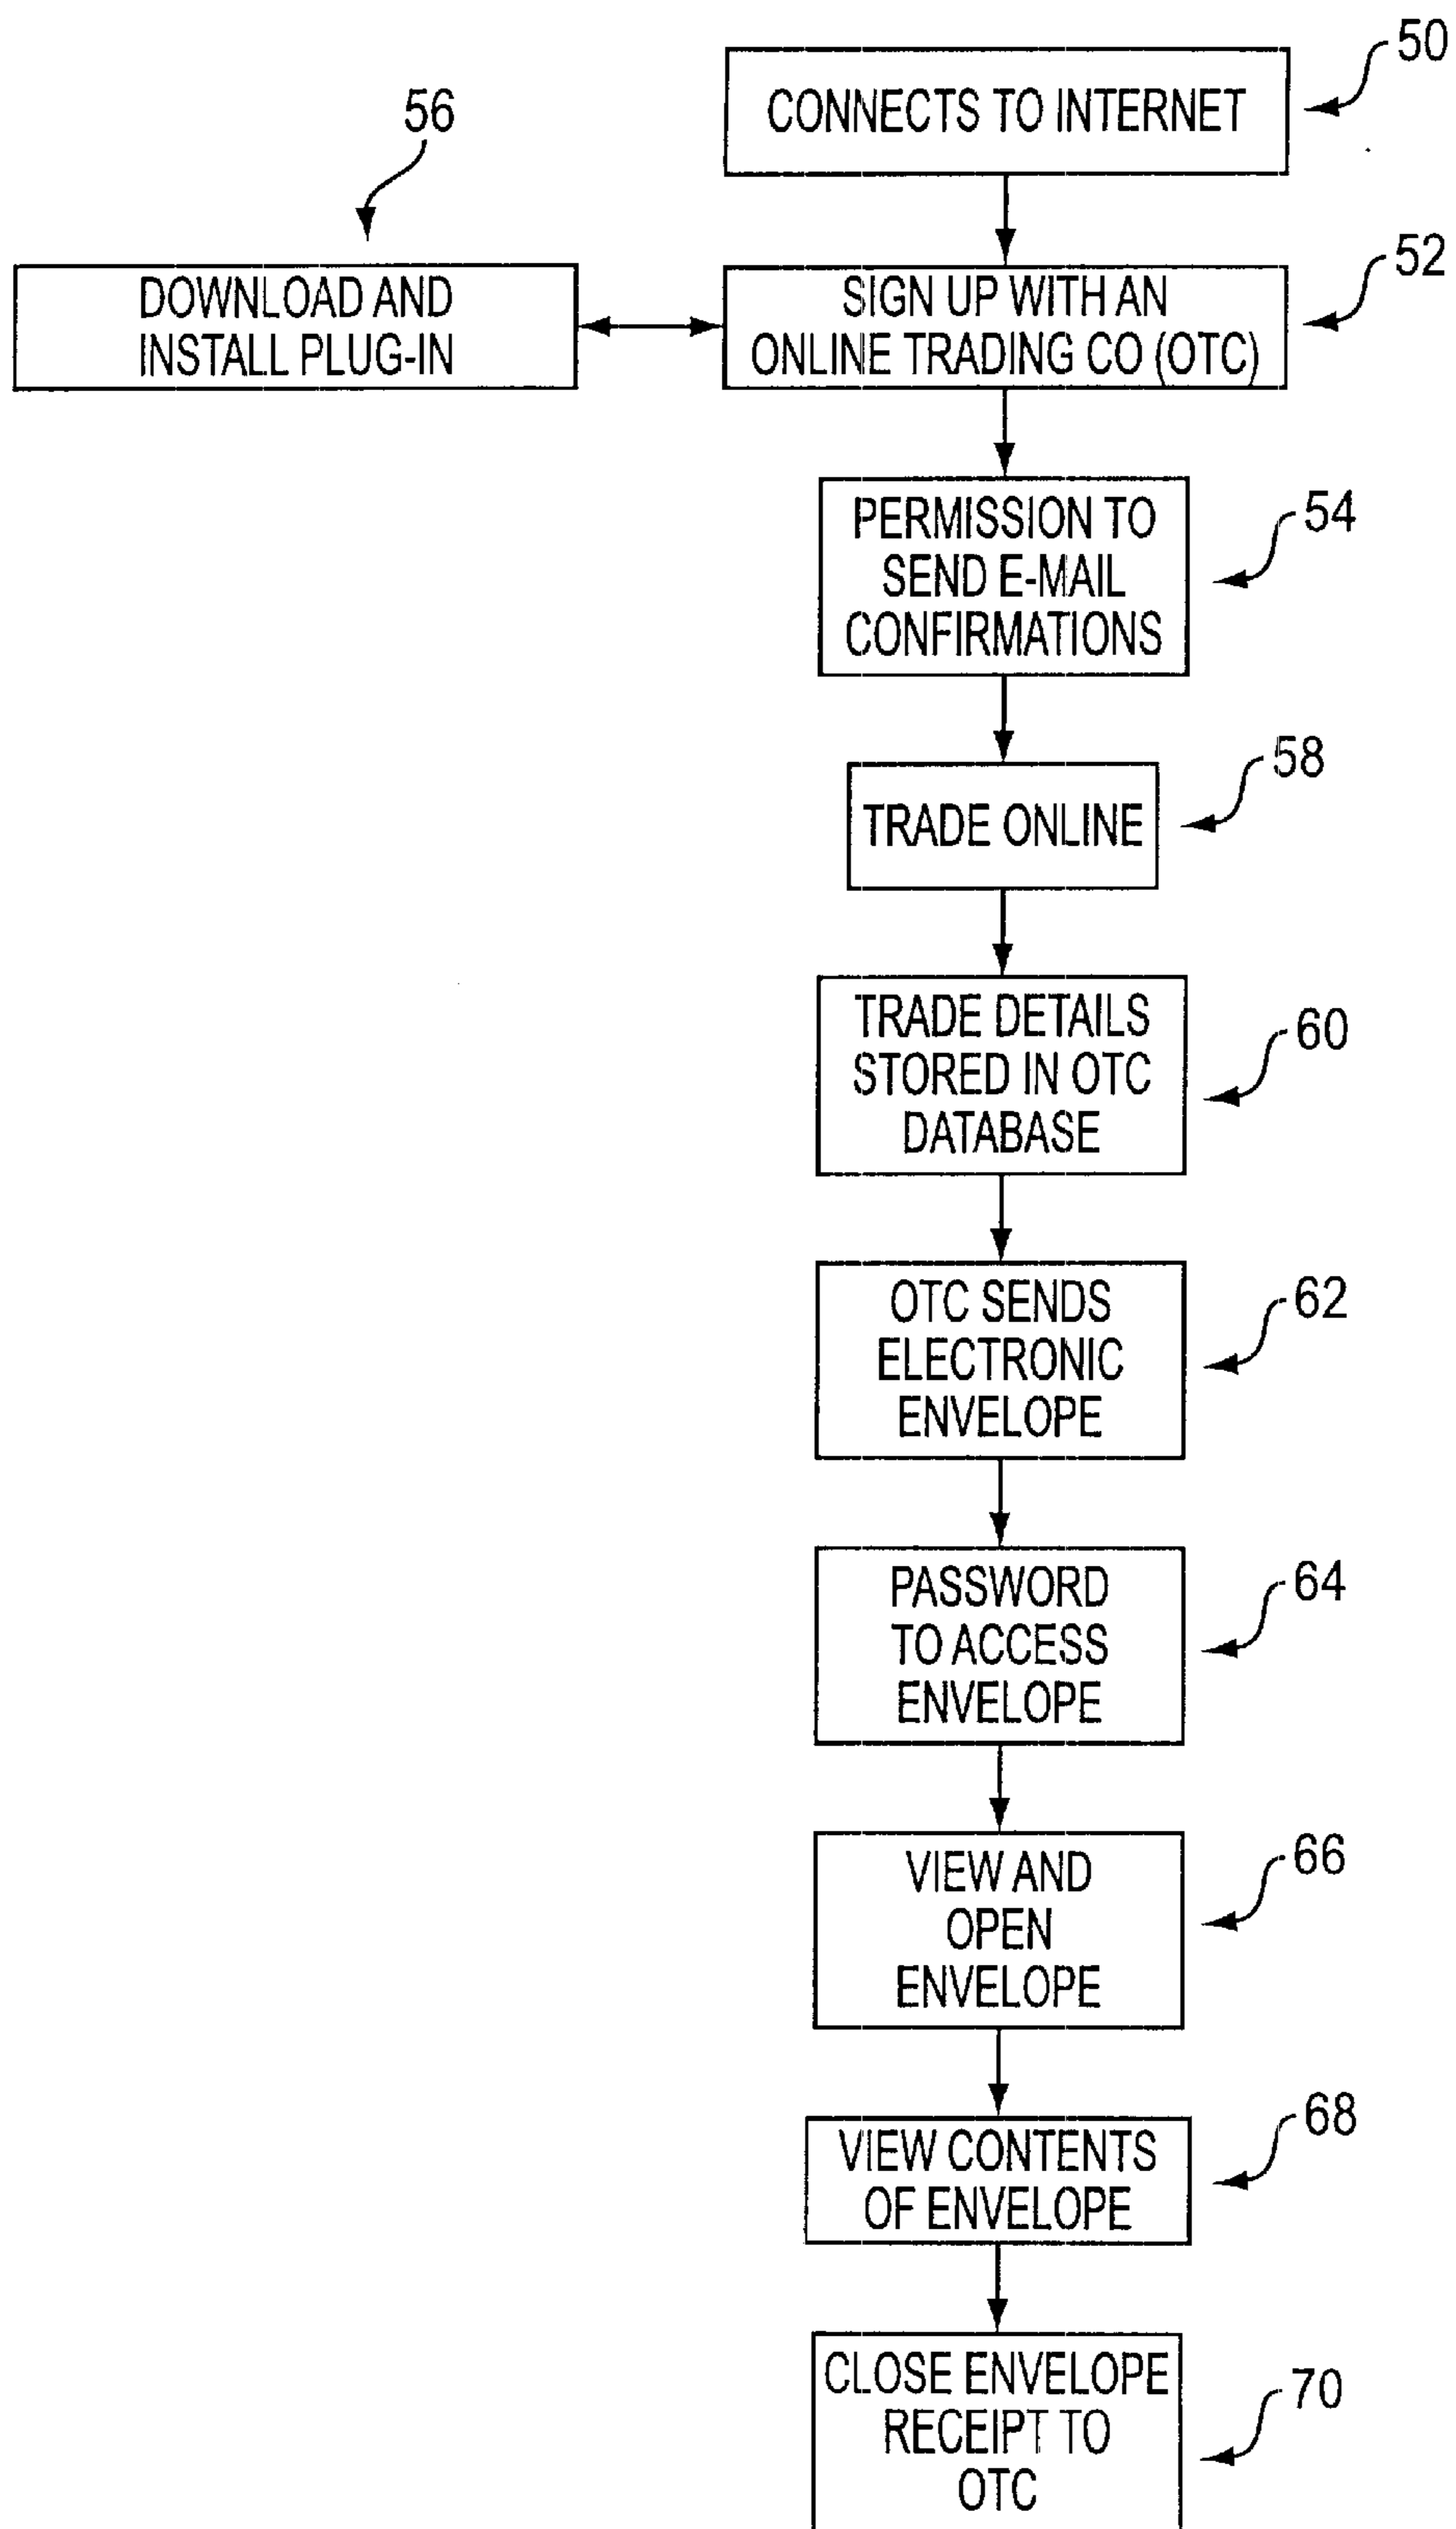 50
CONNECTS TO INTERNET
56
52
DOWNLOAD AND
INSTALL PLUG-IN
SIGN UP WITH AN
ONLINE TRADING CO (OTC)
54
PERMISSION TO
SEND E-MAIL
CONFIRMATIONS
58
TRADE ONLINE
60
TRADE DETAILS
STORED IN OTC
DATABASE
62
OTC SENDS
ELECTRONIC
ENVELOPE
64
PASSWORD
TO ACCESS
ENVELOPE
66
VIEW AND
OPEN
ENVELOPE
68
VIEW CONTENTS
OF ENVELOPE
70
CLOSE ENVELOPE
RECEIPT TO
OTC